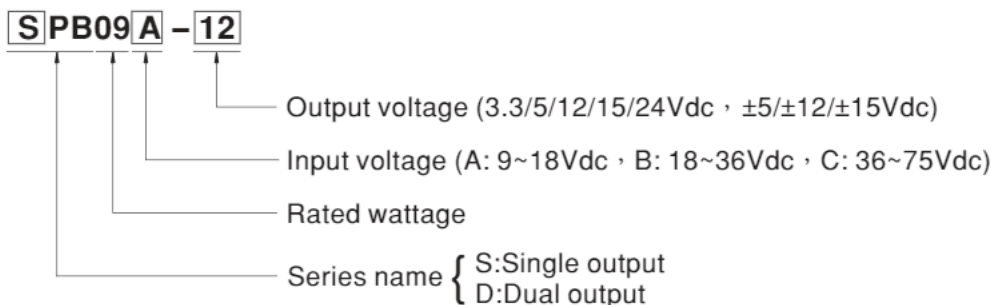 SPB09A-12
Output voltage (3.3/5/12/15/24Vdc，±5/±12/±15Vdc)
Input voltage (A: 9~18Vdc，B: 18~36Vdc，C: 36~75Vdc)
Rated wattage
Series name { S:Single output
D:Dual output